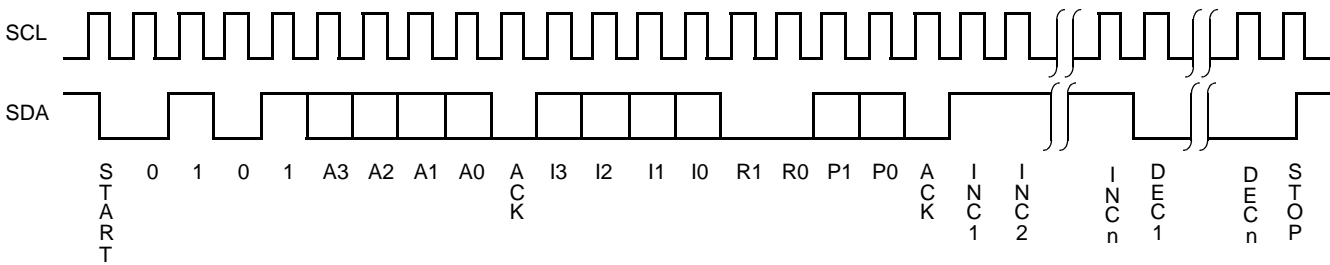 SCL
SDA
START 0 1 0 1 A3 A2 A1 A0 ACK I3 I2 I1 I0 R1 R0 P1 P0 ACK INC1 INC2 INCn DEC1 DECn STOP